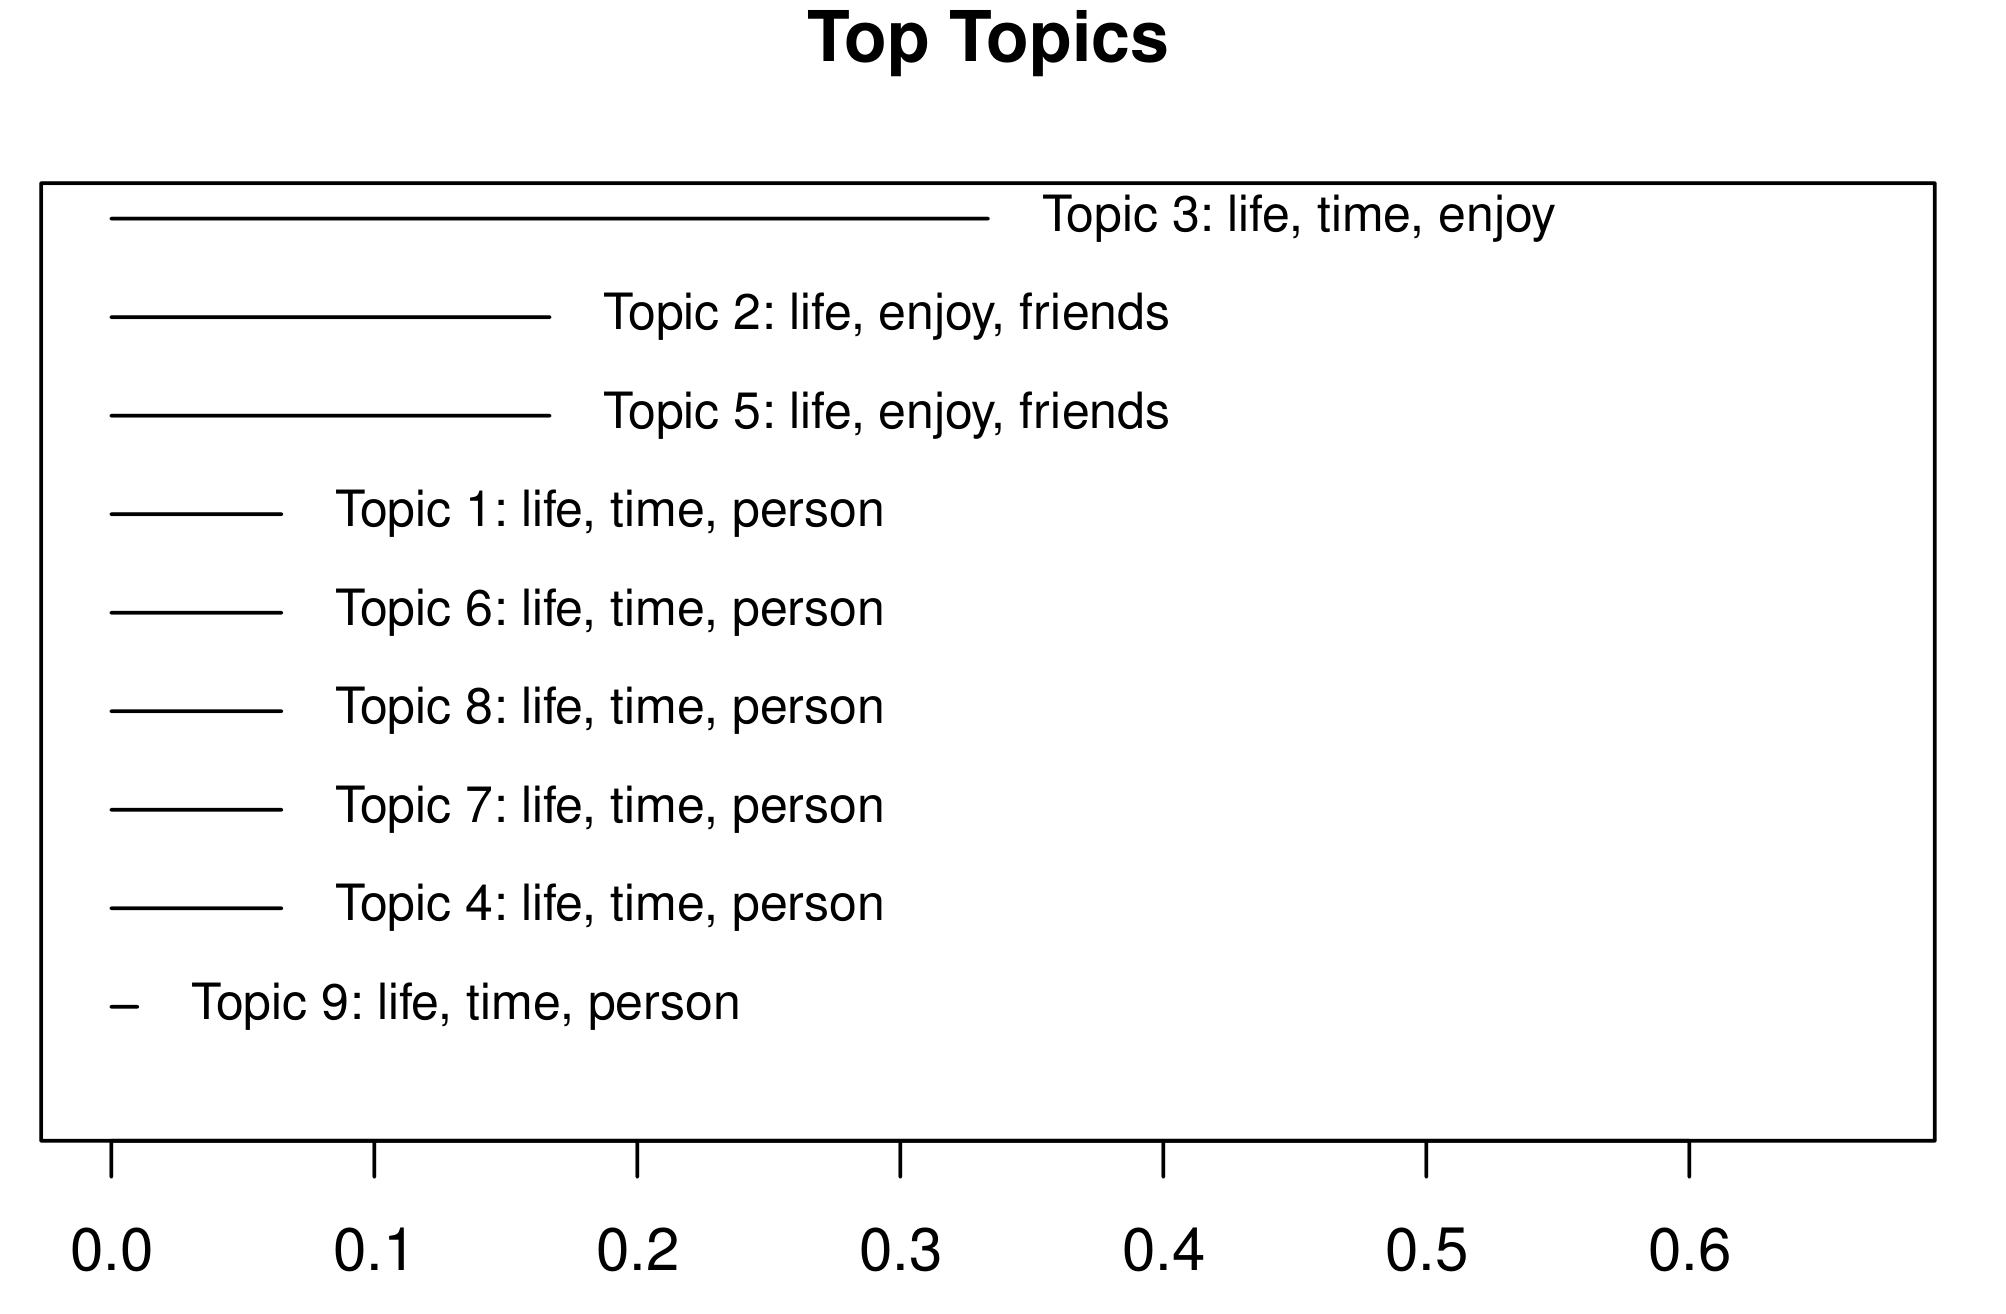 Top Topics
Topic 3: life, time, enjoy
Topic 2: life, enjoy, friends
Topic 5: life, enjoy, friends
Topic 1: life, time, person
Topic 6: life, time, person
Topic 8: life, time, person
Topic 7: life, time, person
Topic 4: life, time, person
Topic 9: life, time, person
0.0 0.1 0.2 0.3 0.4 0.5 0.6